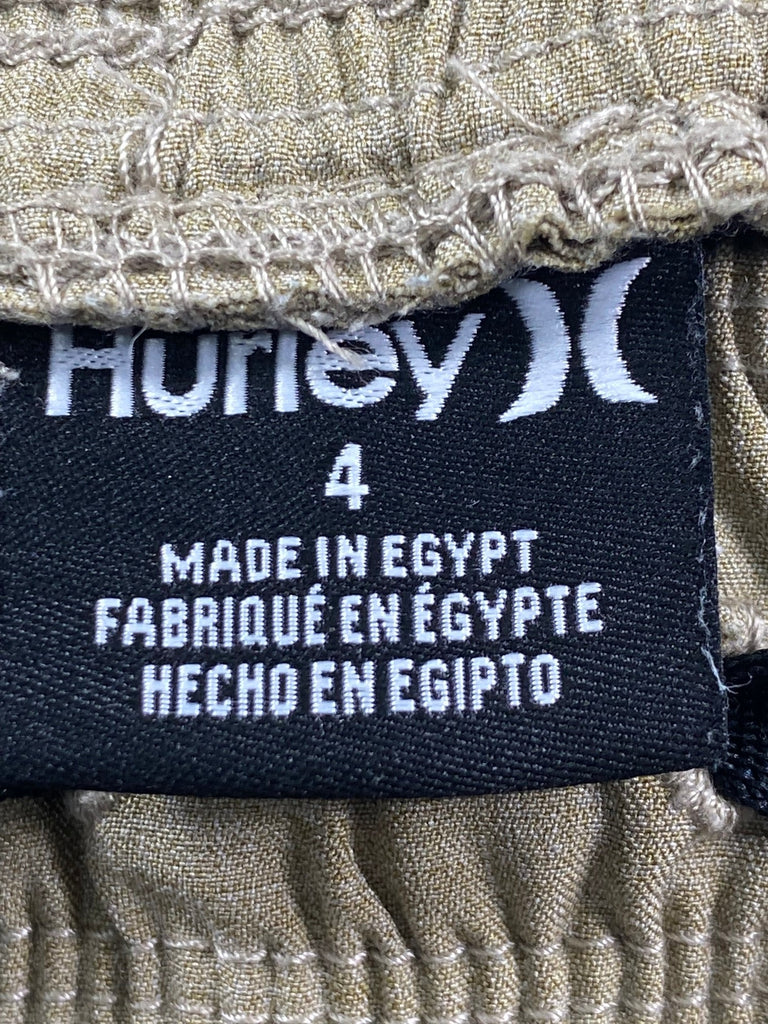 Hurley
4
MADE IN EGYPT
FABRIQUÉ EN ÉGYPTE
HECHO EN EGIPTO